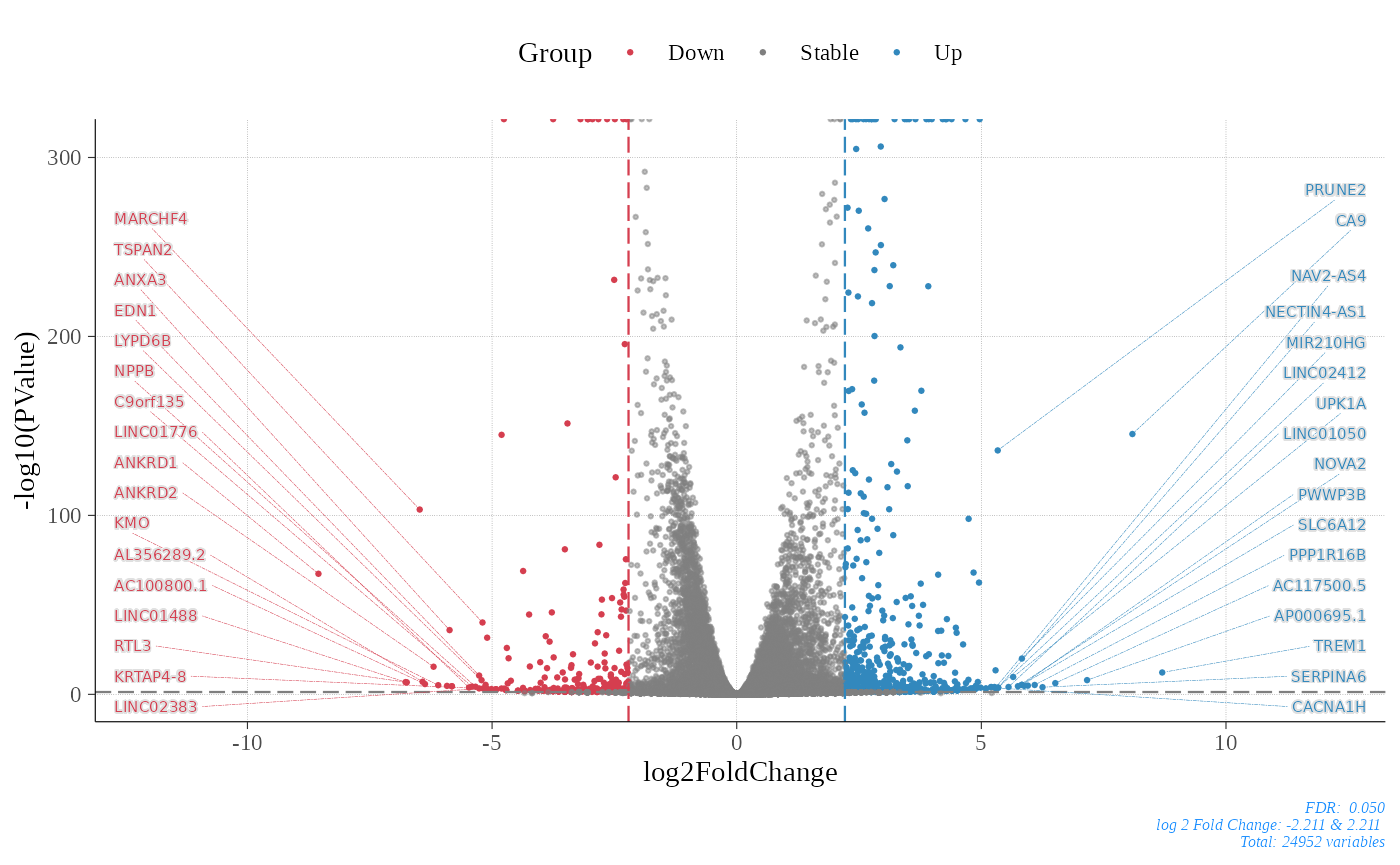 Group Down Stable Up
300
200
100
0
-log10(PValue)
MARCHF4
TSPAN2
ANXA3
EDN1
LYPD6B
NPPB
C9orf135
LINC01776
ANKRD1
ANKRD2
KMO
AL356289.2
AC100800.1
LINC01488
RTL3
KRTAP4-8
LINC02383
PRUNE2
CA9
NAV2-AS4
NECTIN4-AS1
MIR210HG
LINC02412
UPK1A
LINC01050
NOVA2
PWWP3B
SLC6A12
PPP1R16B
AC117500.5
AP000695.1
TREM1
SERPINA6
CACNA1H
-10 -5 0 5 10
log2FoldChange
FDR: 0.050
log 2 Fold Change: -2.211 & 2.211
Total: 24952 variables